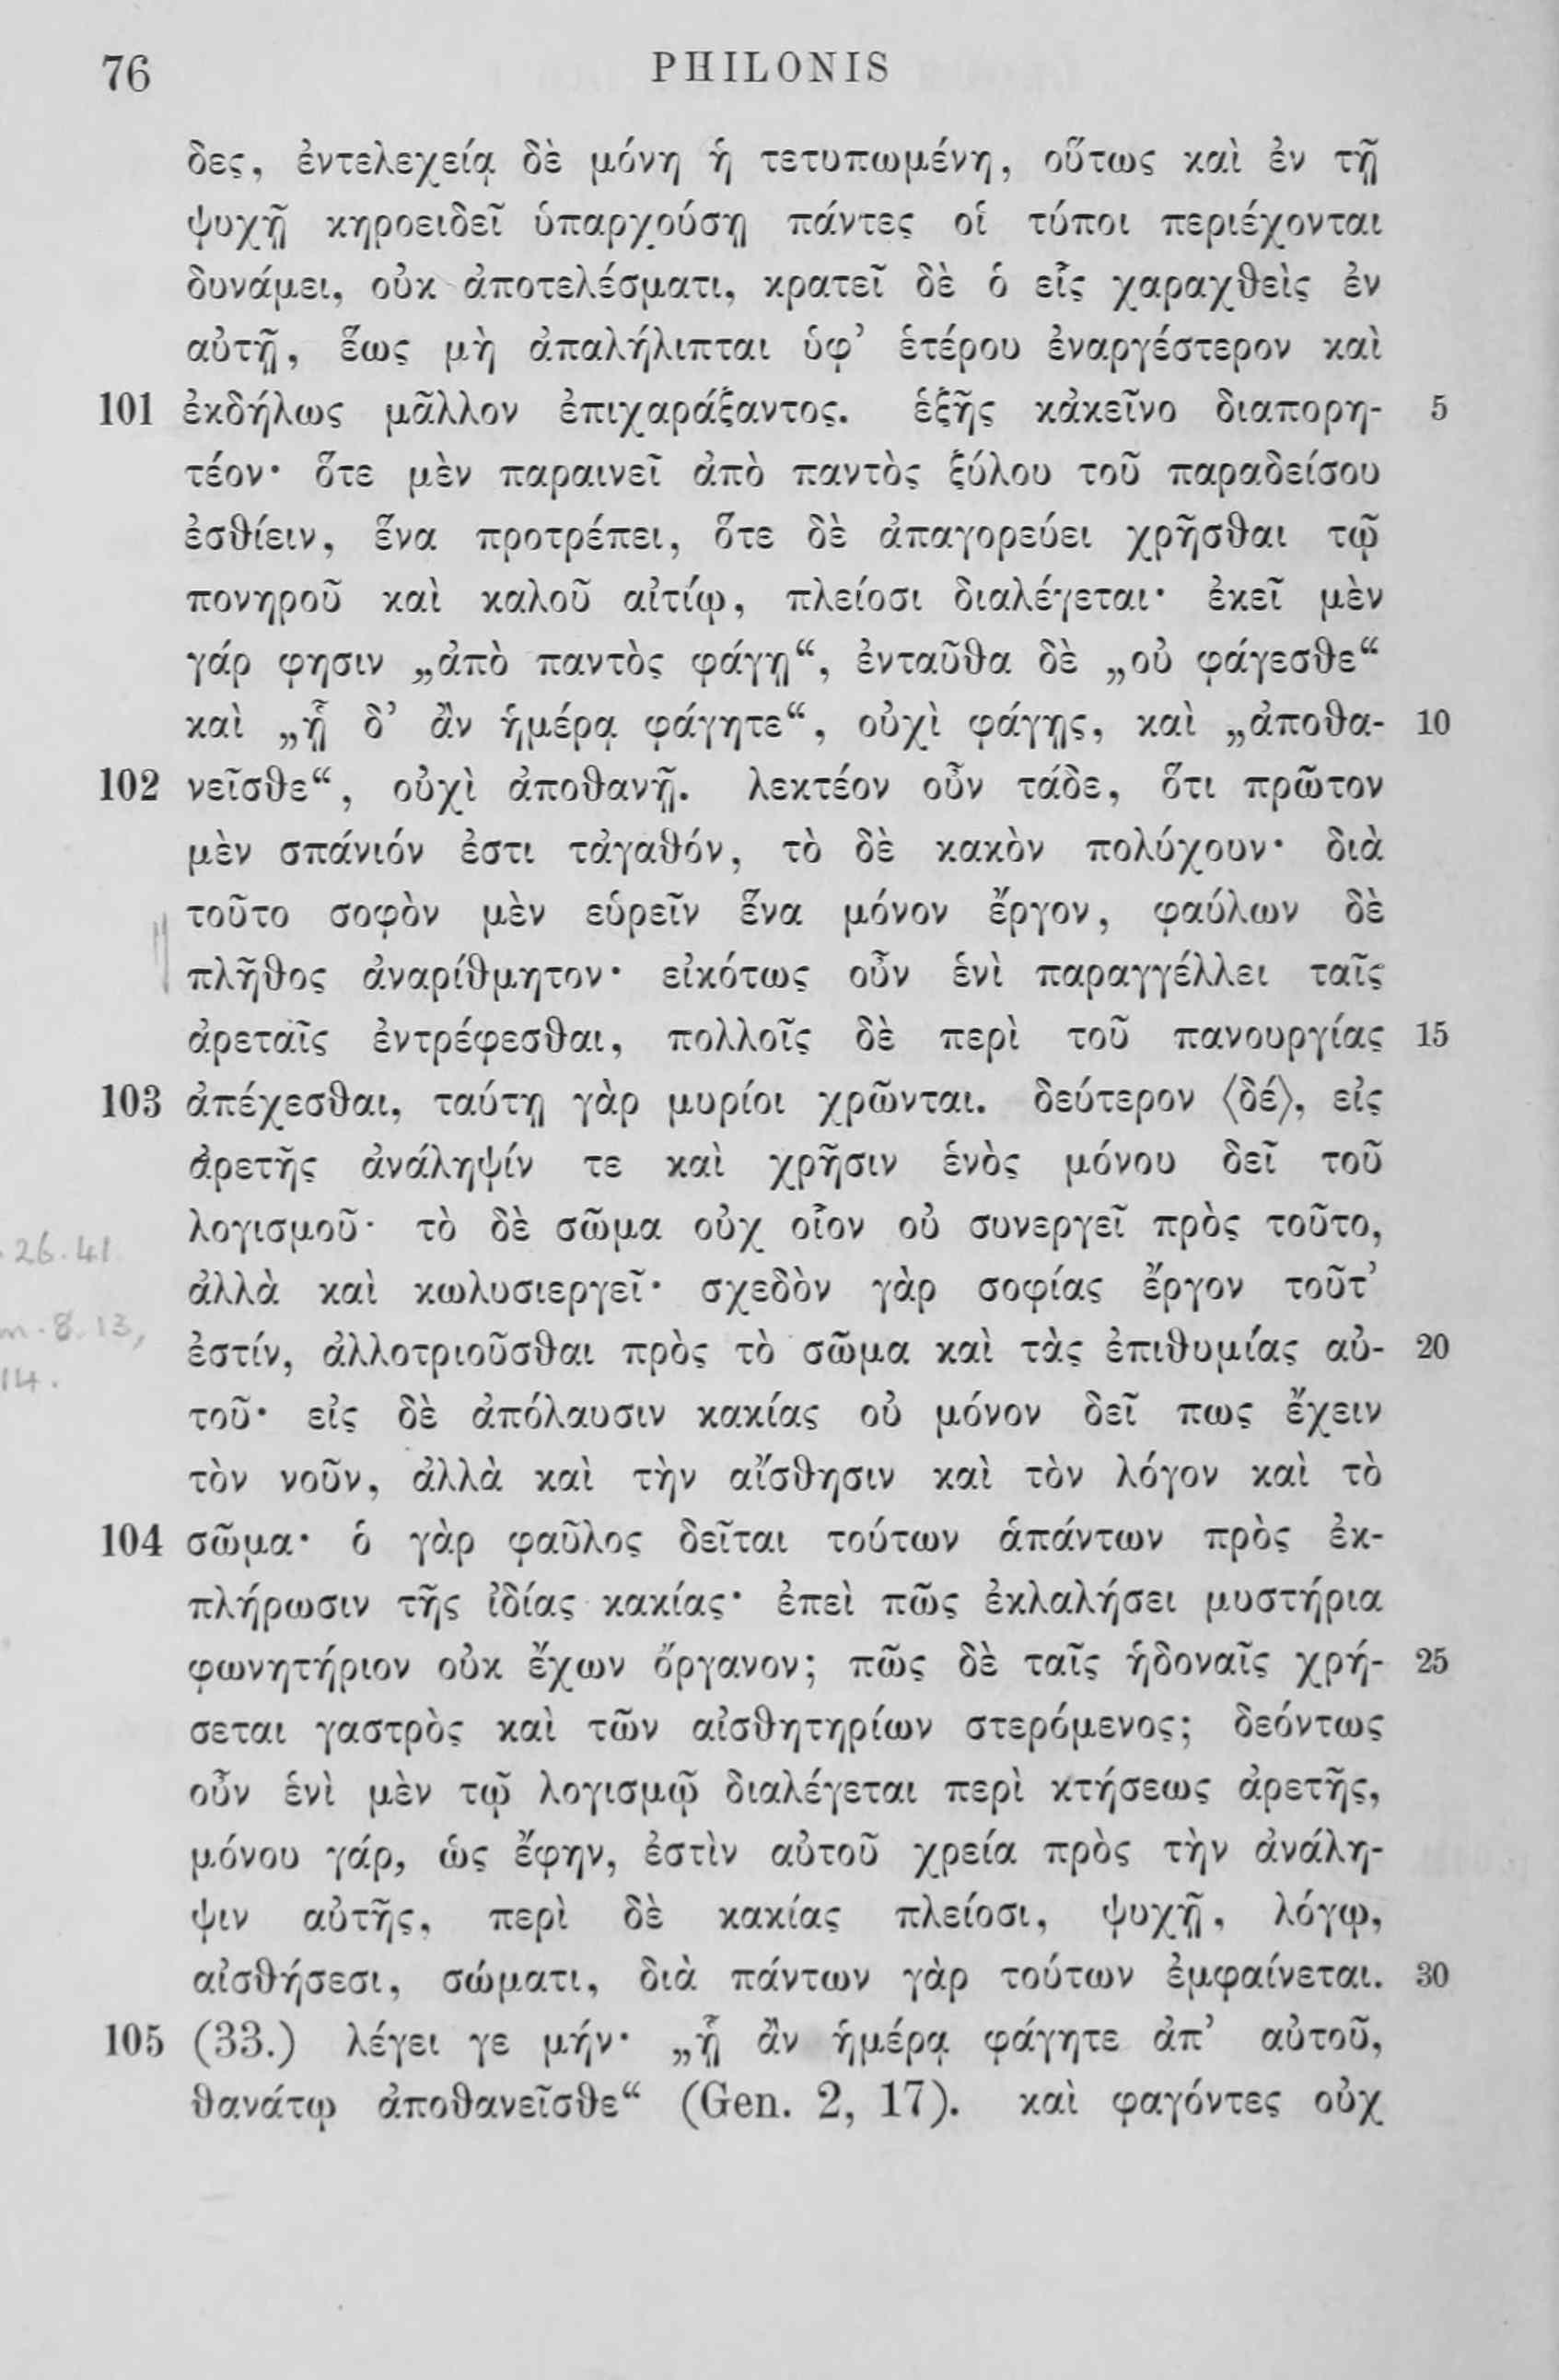 76 PHILONIS
δες, ἐντελεχείᾳ δὲ μόνη ἡ τετυπωμένη, οὕτως καὶ ἐν τῇ
ψυχῇ κηροειδεῖ ὑπαρχούσῃ πάντες οἱ τύποι περιέχονται
δυνάμει, οὐκ ἀποτελέσματι, κρατεῖ δὲ ὁ εἷς χαραχθεὶς ἐν
αὐτῇ, ἕως μὴ ἀπαλήλιπται ὑφ’ ἑτέρου ἐναργέστερον καὶ
101 ἐκδήλως μᾶλλον ἐπιχαράξαντος. ἑξῆς κἀκεῖνο διαπορη- 5
τέον· ὅτε μὲν παραινεῖ ἀπὸ παντὸς ξύλου τοῦ παραδείσου
ἐσθίειν, ἕνα προτρέπει, ὅτε δὲ ἀπαγορεύει χρῆσθαι τῷ
πονηροῦ καὶ καλοῦ αἰτίῳ, πλείοσι διαλέγεται· ἐκεῖ μὲν
γάρ φησιν „ἀπὸ παντὸς φάγῃ“, ἐνταῦθα δὲ „οὐ φάγεσθε“
καὶ „ᾗ δ’ ἂν ἡμέρᾳ φάγητε“, οὐχὶ φάγῃς, καὶ „ἀποθα- 10
102 νεῖσθε“, οὐχὶ ἀποθανῇ. λεκτέον οὖν τάδε, ὅτι πρῶτον
μὲν σπάνιόν ἐστι τἀγαθόν, τὸ δὲ κακὸν πολύχουν· διὰ
τοῦτο σοφὸν μὲν εὑρεῖν ἕνα μόνον ἔργον, φαύλων δὲ
πλῆθος ἀναρίθμητον· εἰκότως οὖν ἑνὶ παραγγέλλει ταῖς
ἀρεταῖς ἐντρέφεσθαι, πολλοῖς δὲ περὶ τοῦ πανουργίας 15
103 ἀπέχεσθαι, ταύτῃ γὰρ μυρίοι χρῶνται. δεύτερον ⟨δέ⟩, εἰς
ἀρετῆς ἀνάληψίν τε καὶ χρῆσιν ἑνὸς μόνου δεῖ τοῦ
λογισμοῦ· τὸ δὲ σῶμα οὐχ οἷον οὐ συνεργεῖ πρὸς τοῦτο,
26.41
ἀλλὰ καὶ κωλυσιεργεῖ· σχεδὸν γὰρ σοφίας ἔργον τοῦτ’
8.13,
ἐστίν, ἀλλοτριοῦσθαι πρὸς τὸ σῶμα καὶ τὰς ἐπιθυμίας αὐ- 20
14.
τοῦ· εἰς δὲ ἀπόλαυσιν κακίας οὐ μόνον δεῖ πως ἔχειν
τὸν νοῦν, ἀλλὰ καὶ τὴν αἴσθησιν καὶ τὸν λόγον καὶ τὸ
104 σῶμα· ὁ γὰρ φαῦλος δεῖται τούτων ἁπάντων πρὸς ἐκ-
πλήρωσιν τῆς ἰδίας κακίας· ἐπεὶ πῶς ἐκλαλήσει μυστήρια
φωνητήριον οὐκ ἔχων ὄργανον; πῶς δὲ ταῖς ἡδοναῖς χρή- 25
σεται γαστρὸς καὶ τῶν αἰσθητηρίων στερόμενος; δεόντως
οὖν ἑνὶ μὲν τῷ λογισμῷ διαλέγεται περὶ κτήσεως ἀρετῆς,
μόνου γάρ, ὡς ἔφην, ἐστὶν αὐτοῦ χρεία πρὸς τὴν ἀνάλη-
ψιν αὐτῆς, περὶ δὲ κακίας πλείοσι, ψυχῇ, λόγῳ,
αἰσθήσεσι, σώματι, διὰ πάντων γὰρ τούτων ἐμφαίνεται. 30
105 (33.) λέγει γε μήν· „ᾗ ἂν ἡμέρᾳ φάγητε ἀπ’ αὐτοῦ,
θανάτῳ ἀποθανεῖσθε“ (Gen. 2, 17). καὶ φαγόντες οὐχ